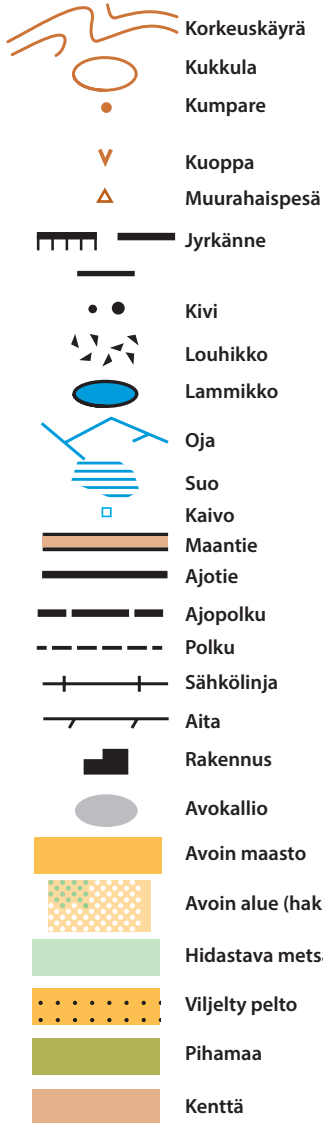 Korkeuskäyrä
Kukkula
Kumpare
Kuoppa
Muurahaispesä
Jyrkänne
Kivi
Louhikko
Lammikko
Oja
Suo
Kaivo
Maantie
Ajotie
Ajopolku
Polku
Sähkölinja
Aita
Rakennus
Avokallio
Avoin maasto
Avoin alue (hak
Hidastava mets
Viljelty pelto
Pihamaa
Kenttä